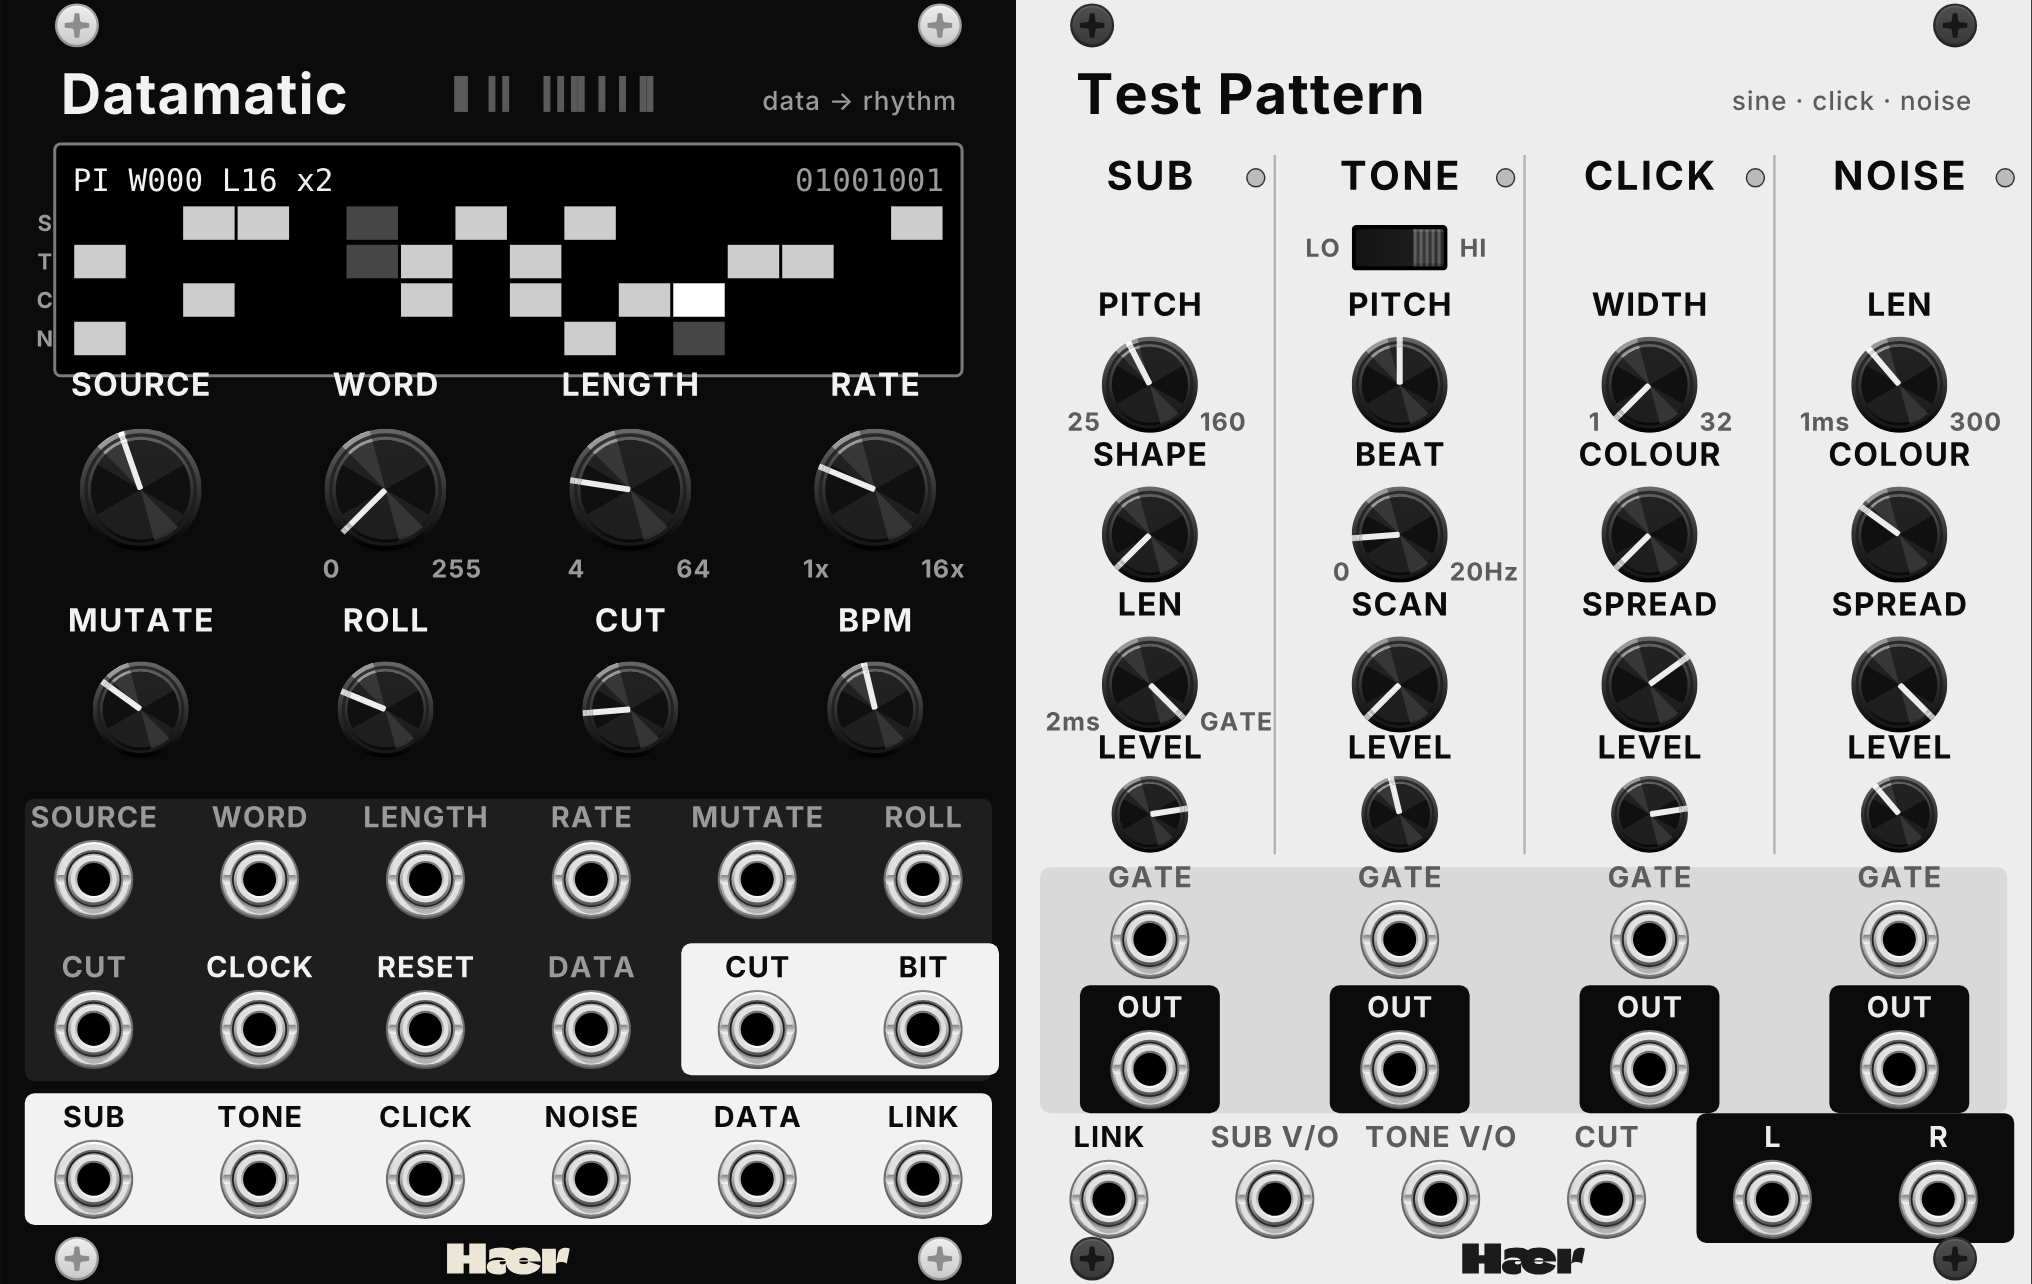 Datamatic data → rhythm
PI W000 L16 x2 01001001
S
T
C
N
SOURCE WORD LENGTH RATE
0 255 4 64 1x 16x
MUTATE ROLL CUT BPM
SOURCE WORD LENGTH RATE MUTATE ROLL
CUT CLOCK RESET DATA CUT BIT
SUB TONE CLICK NOISE DATA LINK
Hær
Test Pattern sine · click · noise
SUB TONE CLICK NOISE
LO HI
PITCH PITCH WIDTH LEN
25 160 1 32 1ms 300
SHAPE BEAT COLOUR COLOUR
0 20Hz
LEN SCAN SPREAD SPREAD
2ms GATE
LEVEL LEVEL LEVEL LEVEL
GATE GATE GATE GATE
OUT OUT OUT OUT
LINK SUB V/O TONE V/O CUT L R
Hær